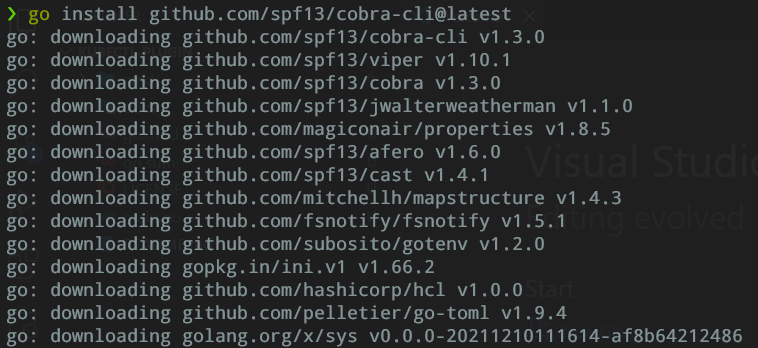 ❯ go install github.com/spf13/cobra-cli@latest
go: downloading github.com/spf13/cobra-cli v1.3.0
go: downloading github.com/spf13/viper v1.10.1
go: downloading github.com/spf13/cobra v1.3.0
go: downloading github.com/spf13/jwalterweatherman v1.1.0
go: downloading github.com/magiconair/properties v1.8.5
go: downloading github.com/spf13/afero v1.6.0
go: downloading github.com/spf13/cast v1.4.1
go: downloading github.com/mitchellh/mapstructure v1.4.3
go: downloading github.com/fsnotify/fsnotify v1.5.1
go: downloading github.com/subosito/gotenv v1.2.0
go: downloading gopkg.in/ini.v1 v1.66.2
go: downloading github.com/hashicorp/hcl v1.0.0
go: downloading github.com/pelletier/go-toml v1.9.4
go: downloading golang.org/x/sys v0.0.0-20211210111614-af8b64212486
Visual Studio
evolved
Start